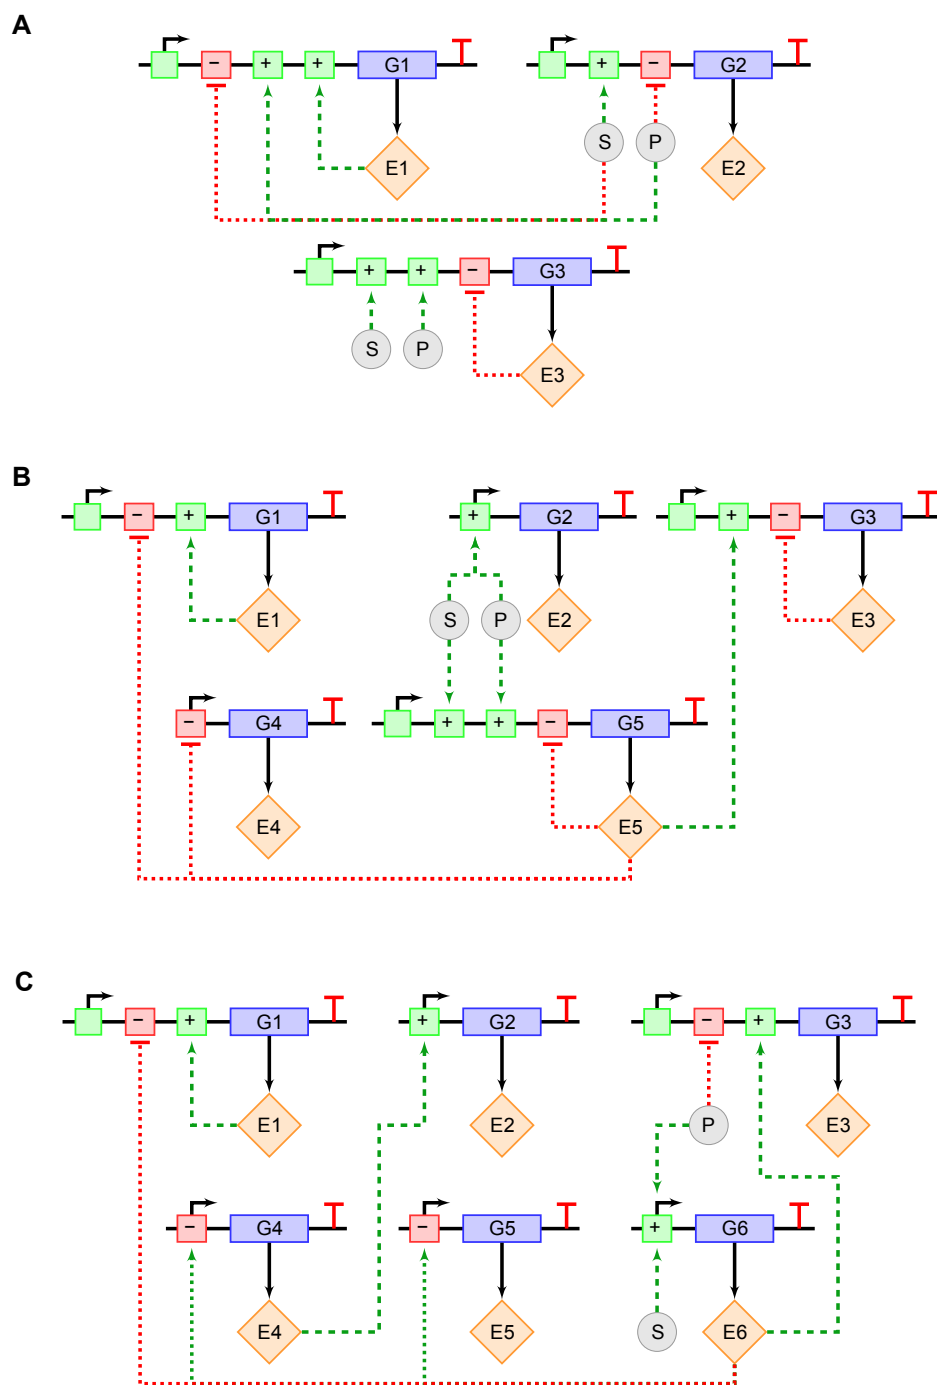 A
− + + G1
+ − G2
S P
E1 E2
+ + − G3
S P
E3
B
− + G1
+ G2
+ − G3
E1 S P E2 E3
− G4
+ + − G5
E4 E5
C
− + G1
+ G2
− + G3
E1 E2 P E3
− G4
− G5
+ G6
E4 E5 S E6